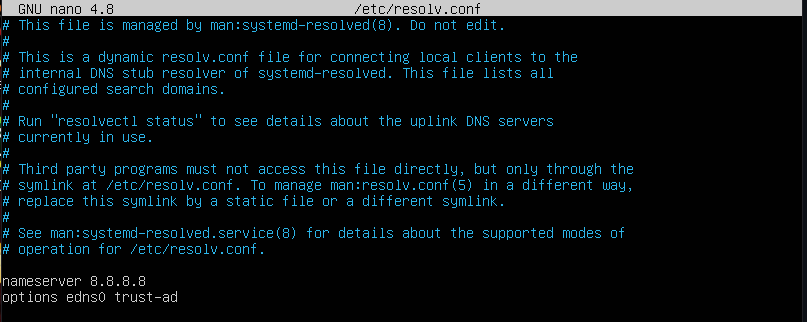 GNU nano 4.8 /etc/resolv.conf
# This file is managed by man:systemd-resolved(8). Do not edit.
#
# This is a dynamic resolv.conf file for connecting local clients to the
# internal DNS stub resolver of systemd-resolved. This file lists all
# configured search domains.
#
# Run "resolvectl status" to see details about the uplink DNS servers
# currently in use.
#
# Third party programs must not access this file directly, but only through the
# symlink at /etc/resolv.conf. To manage man:resolv.conf(5) in a different way,
# replace this symlink by a static file or a different symlink.
#
# See man:systemd-resolved.service(8) for details about the supported modes of
# operation for /etc/resolv.conf.
nameserver 8.8.8.8
options edns0 trust-ad